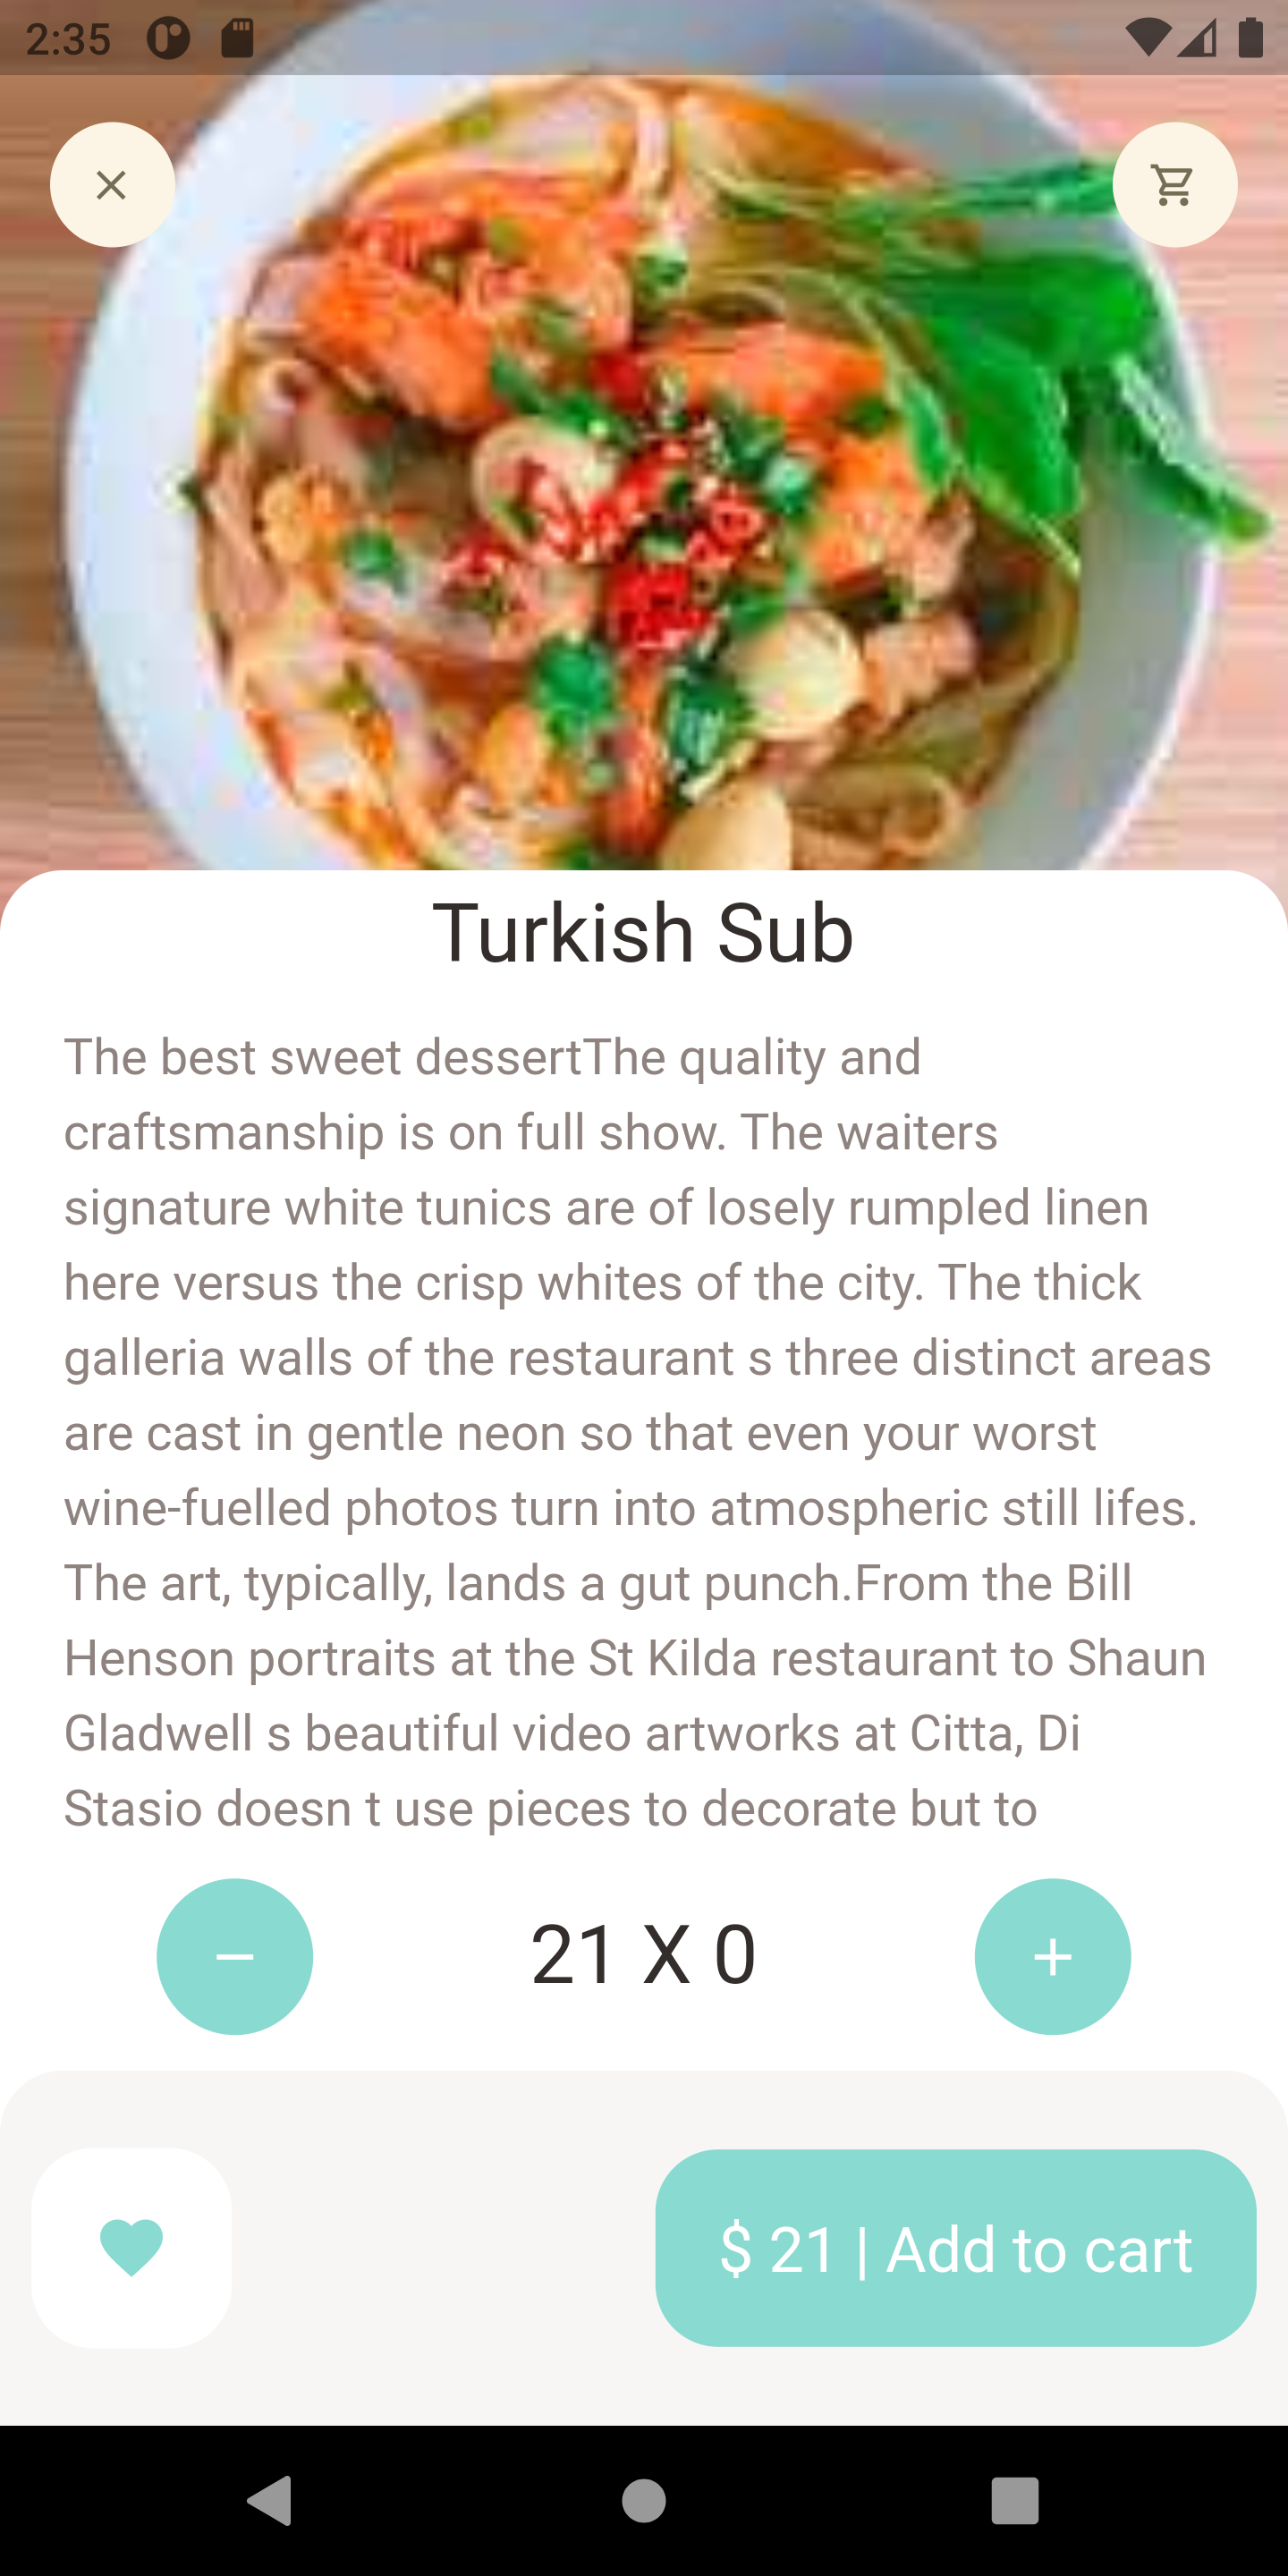 2:35
Turkish Sub
The best sweet dessertThe quality and
craftsmanship is on full show. The waiters
signature white tunics are of losely rumpled linen
here versus the crisp whites of the city. The thick
galleria walls of the restaurant s three distinct areas
are cast in gentle neon so that even your worst
wine-fuelled photos turn into atmospheric still lifes.
The art, typically, lands a gut punch.From the Bill
Henson portraits at the St Kilda restaurant to Shaun
Gladwell s beautiful video artworks at Citta, Di
Stasio doesn t use pieces to decorate but to
21 X 0
$ 21 | Add to cart